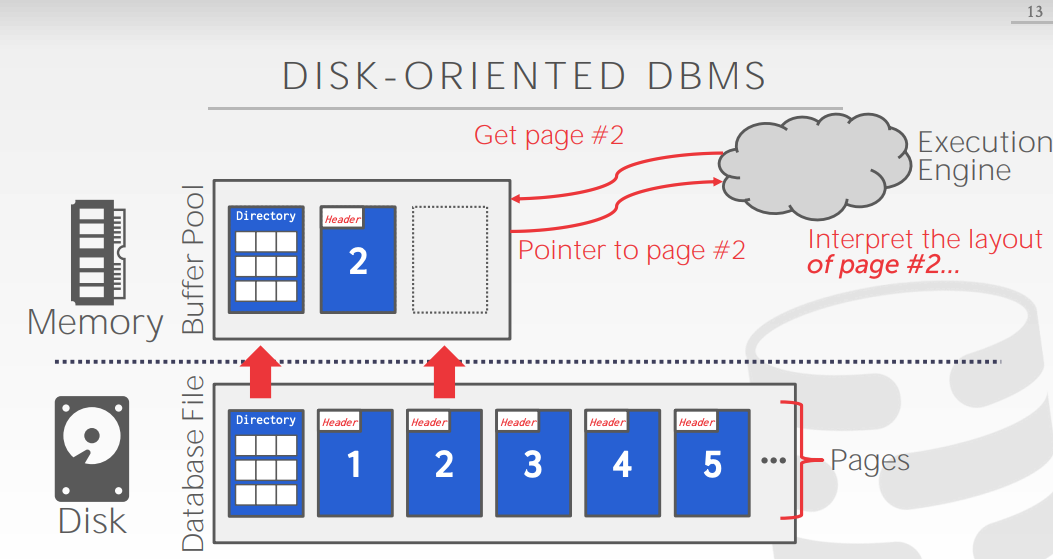 13
DISK-ORIENTED DBMS
Get page #2
Execution
Engine
Pointer to page #2
Interpret the layout
of page #2...
Memory
Buffer Pool
Directory
Header
2
Disk
Database File
Directory
Header
1
Header
2
Header
3
Header
4
Header
5
...
Pages